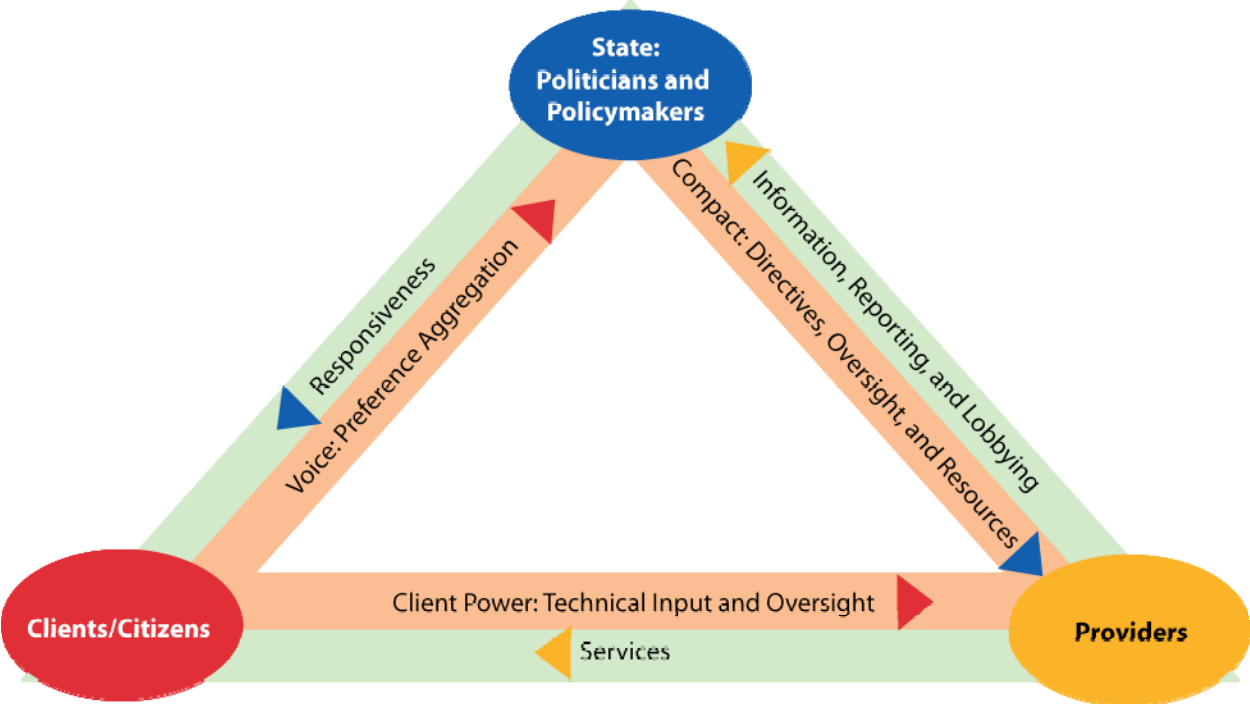 State:
Politicians and
Policymakers
Responsiveness
Voice: Preference Aggregation
Compact: Directives, Oversight, and Resources
Information, Reporting, and Lobbying
Clients/Citizens
Client Power: Technical Input and Oversight
Services
Providers